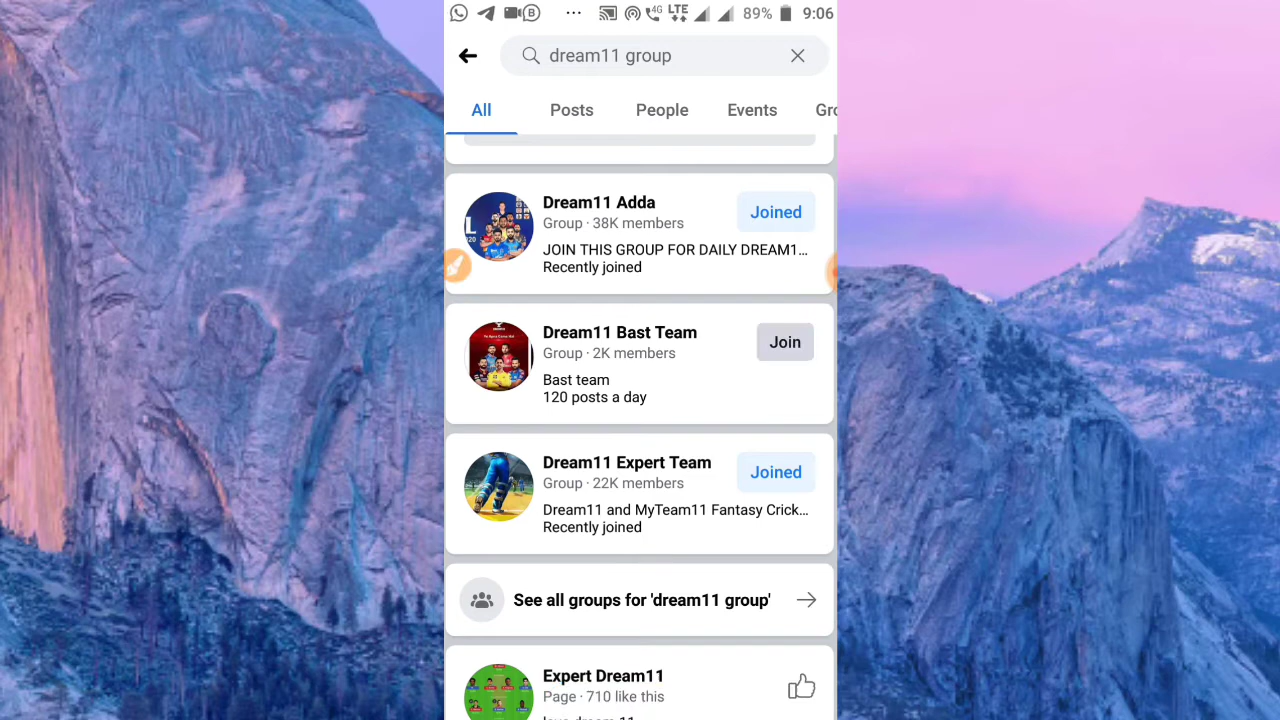 4G LTE 89% 9:06
dream11 group
All Posts People Events Gro
Dream11 Adda
Group · 38K members
Joined
JOIN THIS GROUP FOR DAILY DREAM1...
Recently joined
Dream11 Bast Team
Group · 2K members
Join
Bast team
120 posts a day
Dream11 Expert Team
Group · 22K members
Joined
Dream11 and MyTeam11 Fantasy Crick...
Recently joined
See all groups for 'dream11 group'
Expert Dream11
Page · 710 like this